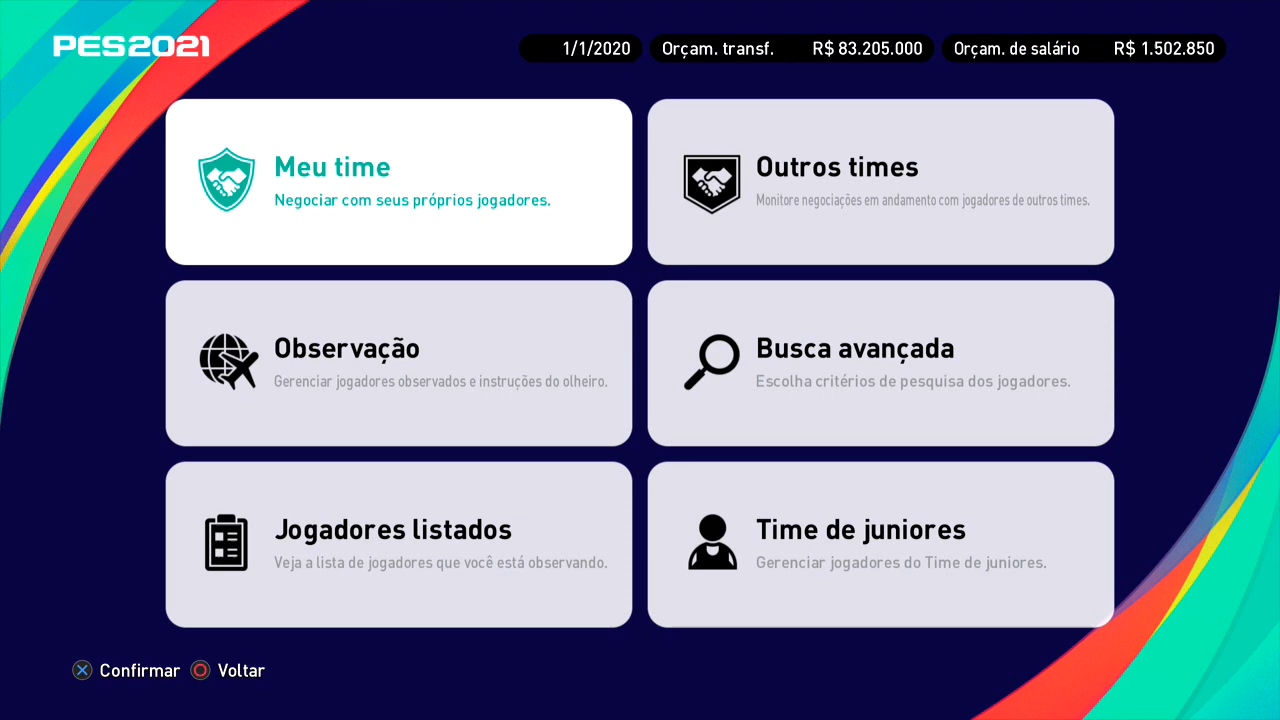 PES2021
1/1/2020
Orçam. transf. R$ 83.205.000
Orçam. de salário R$ 1.502.850
Meu time
Negociar com seus próprios jogadores.
Outros times
Monitore negociações em andamento com jogadores de outros times.
Observação
Gerenciar jogadores observados e instruções do olheiro.
Busca avançada
Escolha critérios de pesquisa dos jogadores.
Jogadores listados
Veja a lista de jogadores que você está observando.
Time de juniores
Gerenciar jogadores do Time de juniores.
Confirmar Voltar